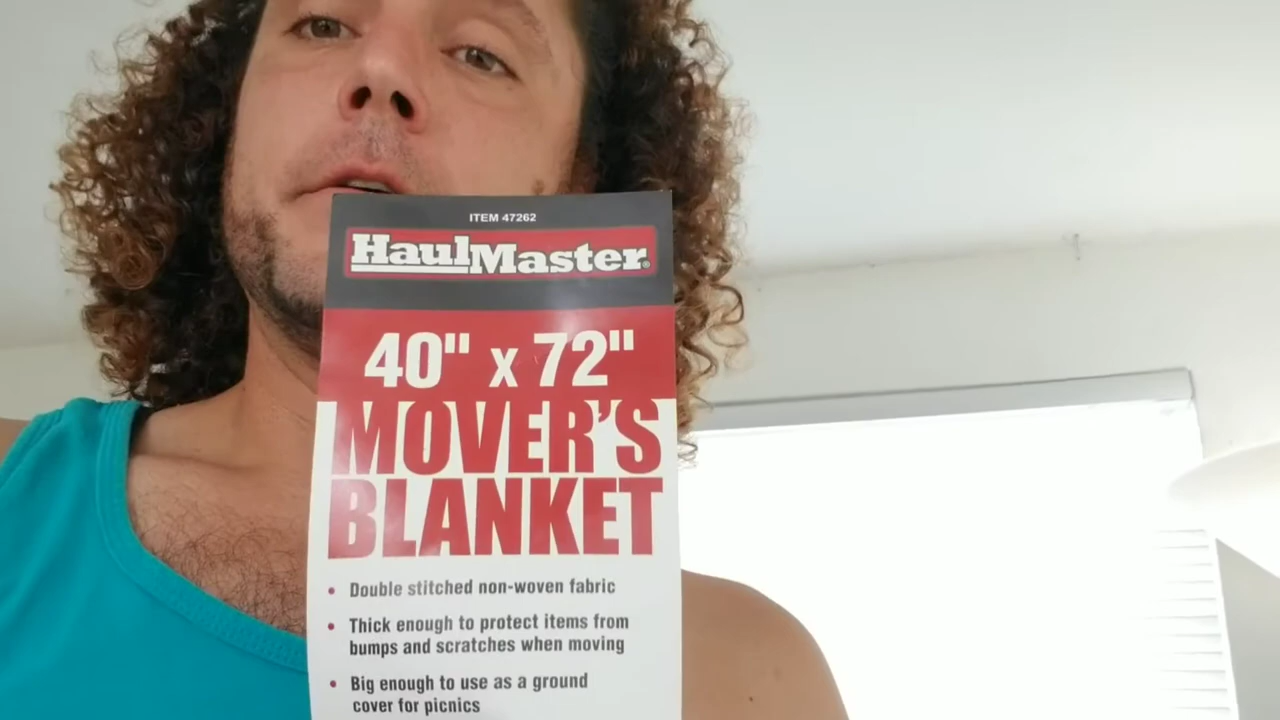 ITEM 47262
HaulMaster®
40" x 72"
MOVER'S
BLANKET
• Double stitched non-woven fabric
• Thick enough to protect items from
bumps and scratches when moving
• Big enough to use as a ground
cover for picnics